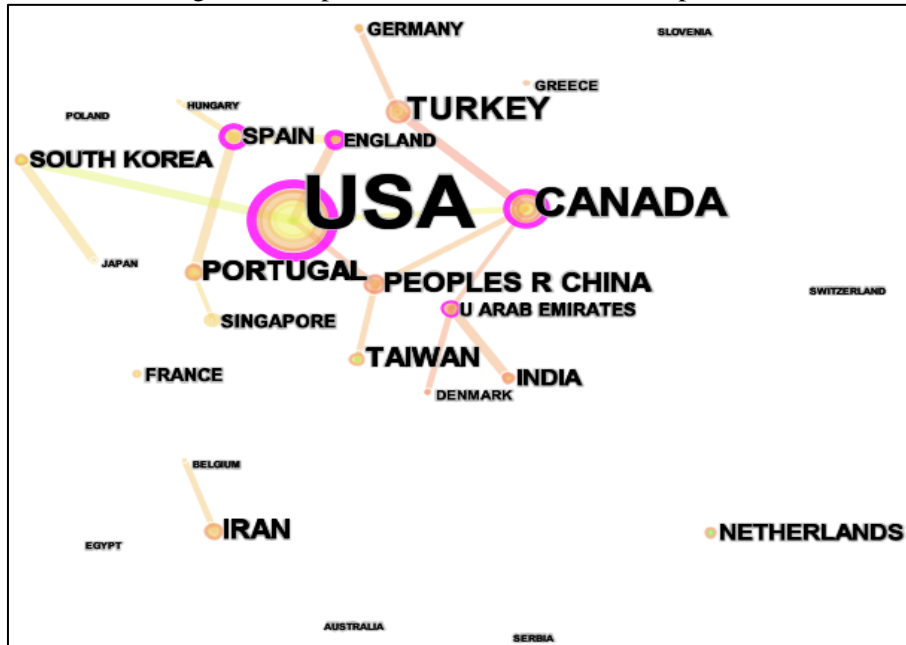 GERMANY
SLOVENIA
GREECE
HUNGARY
TURKEY
POLAND
SPAIN
ENGLAND
SOUTH KOREA
USA
CANADA
JAPAN
PORTUGAL
PEOPLES R CHINA
SWITZERLAND
U ARAB EMIRATES
SINGAPORE
TAIWAN
FRANCE
INDIA
DENMARK
BELGIUM
IRAN
NETHERLANDS
EGYPT
AUSTRALIA
SERBIA